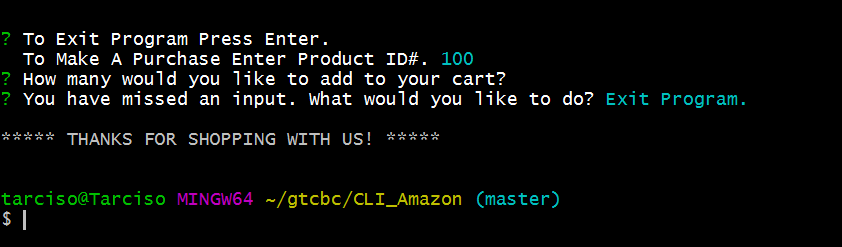 ? To Exit Program Press Enter.
To Make A Purchase Enter Product ID#. 100
? How many would you like to add to your cart?
? You have missed an input. What would you like to do? Exit Program.
***** THANKS FOR SHOPPING WITH US! *****
tarciso@Tarciso MINGW64 ~/gtcbc/CLI_Amazon (master)
$